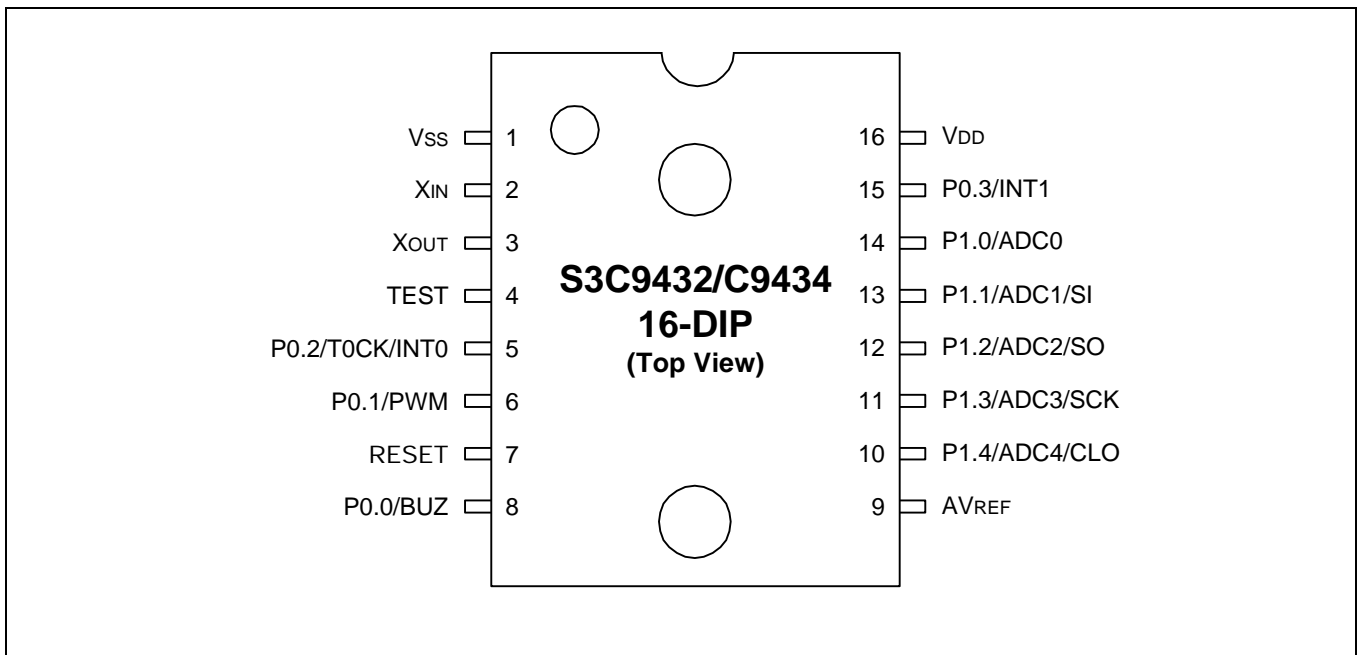 VSS 1
XIN 2
XOUT 3
TEST 4
P0.2/T0CK/INT0 5
P0.1/PWM 6
RESET 7
P0.0/BUZ 8
S3C9432/C9434
16-DIP
(Top View)
16 VDD
15 P0.3/INT1
14 P1.0/ADC0
13 P1.1/ADC1/SI
12 P1.2/ADC2/SO
11 P1.3/ADC3/SCK
10 P1.4/ADC4/CLO
9 AVREF